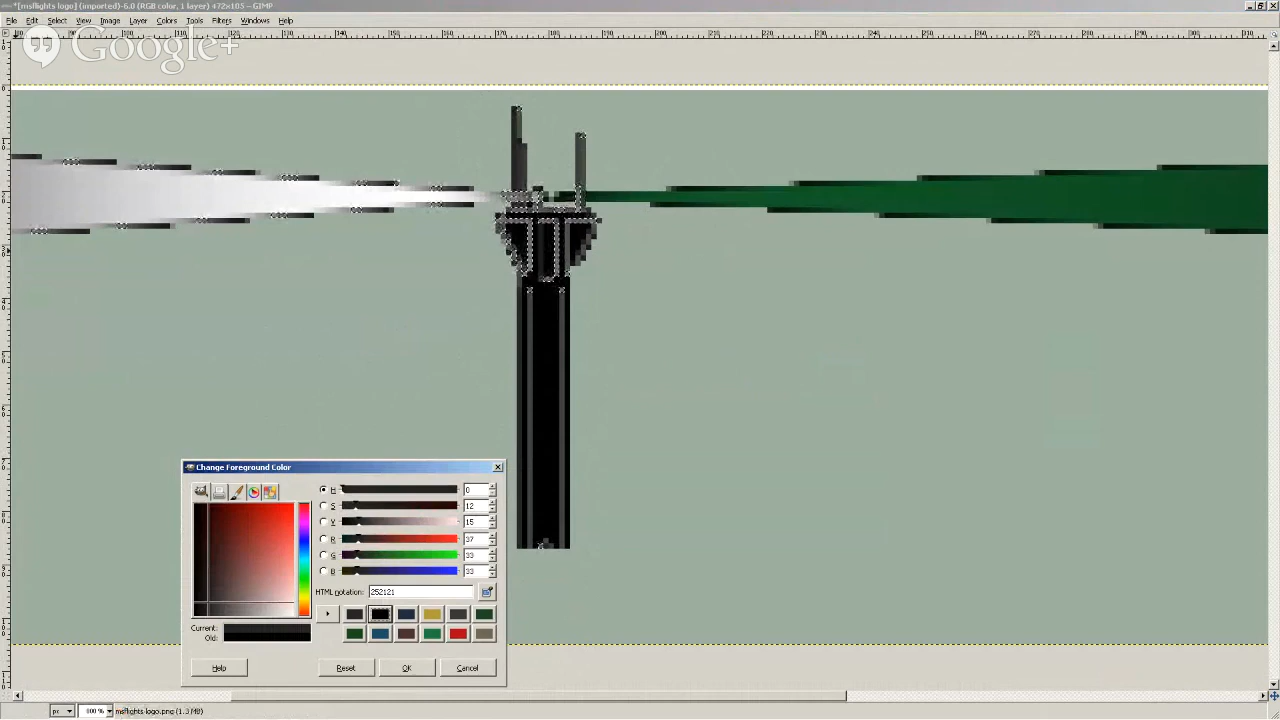 *[msflights logo] (imported)-6.0 (RGB color, 1 layer) 472x105 – GIMP
File Edit Select View Image Layer Colors Tools Filters Windows Help
Google+
Change Foreground Color
H 0
S 12
V 15
R 37
G 33
B 33
HTML notation: 252121
Current:
Old:
Help Reset OK Cancel
px 800 % msflights-logo.png (1.3 MB)